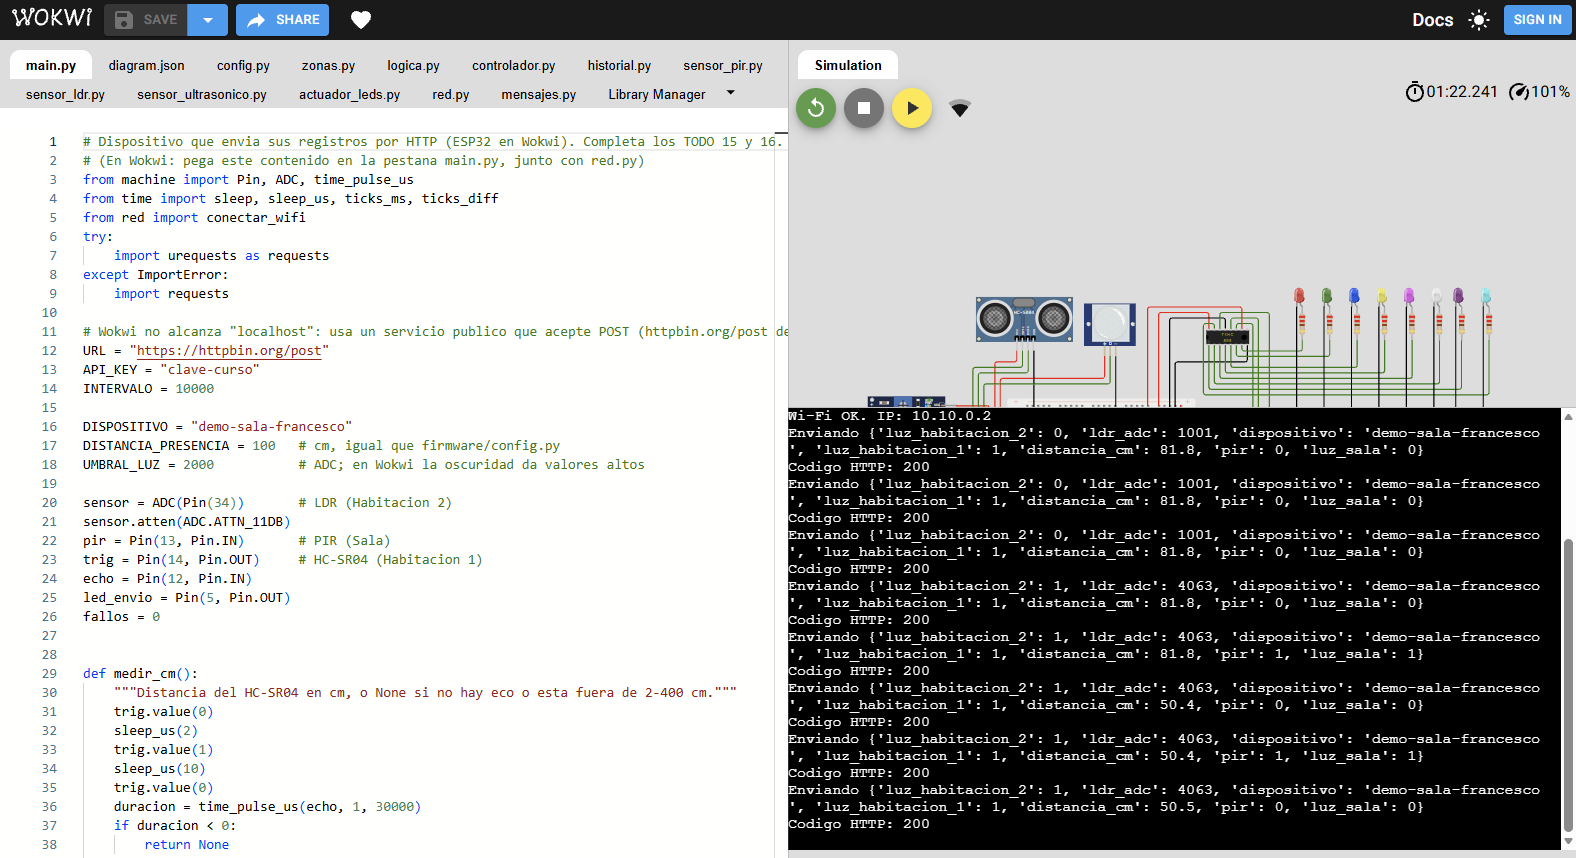 WOKWI
SAVE
SHARE
Docs
SIGN IN
main.py
diagram.json
config.py
zonas.py
logica.py
controlador.py
historial.py
sensor_pir.py
sensor_ldr.py
sensor_ultrasonico.py
actuador_leds.py
red.py
mensajes.py
Library Manager
1 # Dispositivo que envia sus registros por HTTP (ESP32 en Wokwi). Completa los TODO 15 y 16.
2 # (En Wokwi: pega este contenido en la pestana main.py, junto con red.py)
3 from machine import Pin, ADC, time_pulse_us
4 from time import sleep, sleep_us, ticks_ms, ticks_diff
5 from red import conectar_wifi
6 try:
7     import urequests as requests
8 except ImportError:
9     import requests
10
11 # Wokwi no alcanza "localhost": usa un servicio publico que acepte POST (httpbin.org/post de
12 URL = "https://httpbin.org/post"
13 API_KEY = "clave-curso"
14 INTERVALO = 10000
15
16 DISPOSITIVO = "demo-sala-francesco"
17 DISTANCIA_PRESENCIA = 100   # cm, igual que firmware/config.py
18 UMBRAL_LUZ = 2000           # ADC; en Wokwi la oscuridad da valores altos
19
20 sensor = ADC(Pin(34))       # LDR (Habitacion 2)
21 sensor.atten(ADC.ATTN_11DB)
22 pir = Pin(13, Pin.IN)       # PIR (Sala)
23 trig = Pin(14, Pin.OUT)     # HC-SR04 (Habitacion 1)
24 echo = Pin(12, Pin.IN)
25 led_envio = Pin(5, Pin.OUT)
26 fallos = 0
27
28
29 def medir_cm():
30     """Distancia del HC-SR04 en cm, o None si no hay eco o esta fuera de 2-400 cm."""
31     trig.value(0)
32     sleep_us(2)
33     trig.value(1)
34     sleep_us(10)
35     trig.value(0)
36     duracion = time_pulse_us(echo, 1, 30000)
37     if duracion < 0:
38         return None
Simulation
01:22.241
101%
HC-SR04
Wi-Fi OK. IP: 10.10.0.2
Enviando {'luz_habitacion_2': 0, 'ldr_adc': 1001, 'dispositivo': 'demo-sala-francesco
', 'luz_habitacion_1': 1, 'distancia_cm': 81.8, 'pir': 0, 'luz_sala': 0}
Codigo HTTP: 200
Enviando {'luz_habitacion_2': 0, 'ldr_adc': 1001, 'dispositivo': 'demo-sala-francesco
', 'luz_habitacion_1': 1, 'distancia_cm': 81.8, 'pir': 0, 'luz_sala': 0}
Codigo HTTP: 200
Enviando {'luz_habitacion_2': 0, 'ldr_adc': 1001, 'dispositivo': 'demo-sala-francesco
', 'luz_habitacion_1': 1, 'distancia_cm': 81.8, 'pir': 0, 'luz_sala': 0}
Codigo HTTP: 200
Enviando {'luz_habitacion_2': 1, 'ldr_adc': 4063, 'dispositivo': 'demo-sala-francesco
', 'luz_habitacion_1': 1, 'distancia_cm': 81.8, 'pir': 0, 'luz_sala': 0}
Codigo HTTP: 200
Enviando {'luz_habitacion_2': 1, 'ldr_adc': 4063, 'dispositivo': 'demo-sala-francesco
', 'luz_habitacion_1': 1, 'distancia_cm': 81.8, 'pir': 1, 'luz_sala': 1}
Codigo HTTP: 200
Enviando {'luz_habitacion_2': 1, 'ldr_adc': 4063, 'dispositivo': 'demo-sala-francesco
', 'luz_habitacion_1': 1, 'distancia_cm': 50.4, 'pir': 0, 'luz_sala': 0}
Codigo HTTP: 200
Enviando {'luz_habitacion_2': 1, 'ldr_adc': 4063, 'dispositivo': 'demo-sala-francesco
', 'luz_habitacion_1': 1, 'distancia_cm': 50.4, 'pir': 1, 'luz_sala': 1}
Codigo HTTP: 200
Enviando {'luz_habitacion_2': 1, 'ldr_adc': 4063, 'dispositivo': 'demo-sala-francesco
', 'luz_habitacion_1': 1, 'distancia_cm': 50.5, 'pir': 0, 'luz_sala': 0}
Codigo HTTP: 200